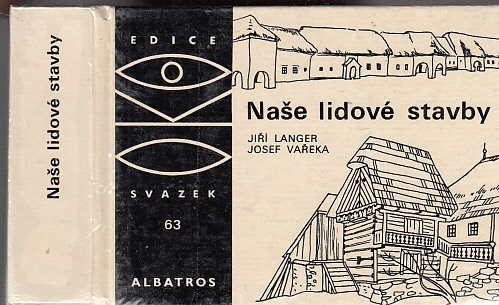 Naše lidové stavby
EDICE
SVAZEK
63
ALBATROS
Naše lidové stavby
JIŘÍ LANGER
JOSEF VAŘEKA